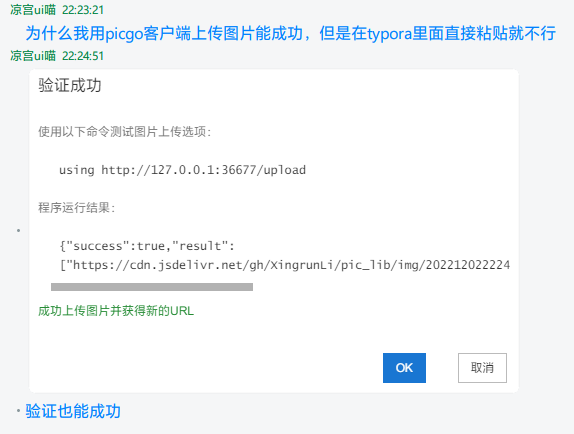 凉宫ui喵 22:23:21
为什么我用picgo客户端上传图片能成功，但是在typora里面直接粘贴就不行
凉宫ui喵 22:24:51
验证成功
使用以下命令测试图片上传选项：
using http://127.0.0.1:36677/upload
程序运行结果：
{"success":true,"result":
["https://cdn.jsdelivr.net/gh/XingrunLi/pic_lib/img/202212022224
成功上传图片并获得新的URL
OK 取消
验证也能成功